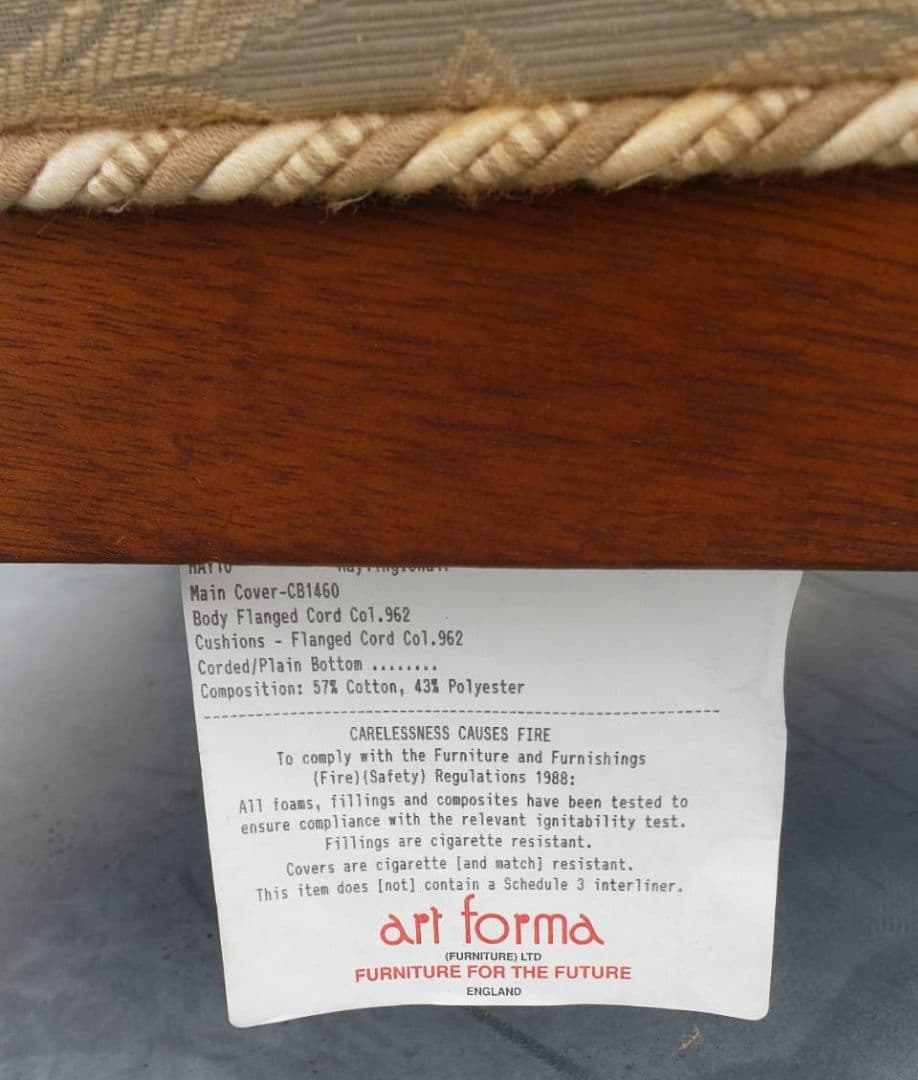 Main Cover-CB1460
Body Flanged Cord Col.962
Cushions - Flanged Cord Col.962
Corded/Plain Bottom ........
Composition: 57% Cotton, 43% Polyester
CARELESSNESS CAUSES FIRE
To comply with the Furniture and Furnishings
(Fire)(Safety) Regulations 1988:
All foams, fillings and composites have been tested to
ensure compliance with the relevant ignitability test.
Fillings are cigarette resistant.
Covers are cigarette [and match] resistant.
This item does [not] contain a Schedule 3 interliner.
art forma
(FURNITURE) LTD
FURNITURE FOR THE FUTURE
ENGLAND